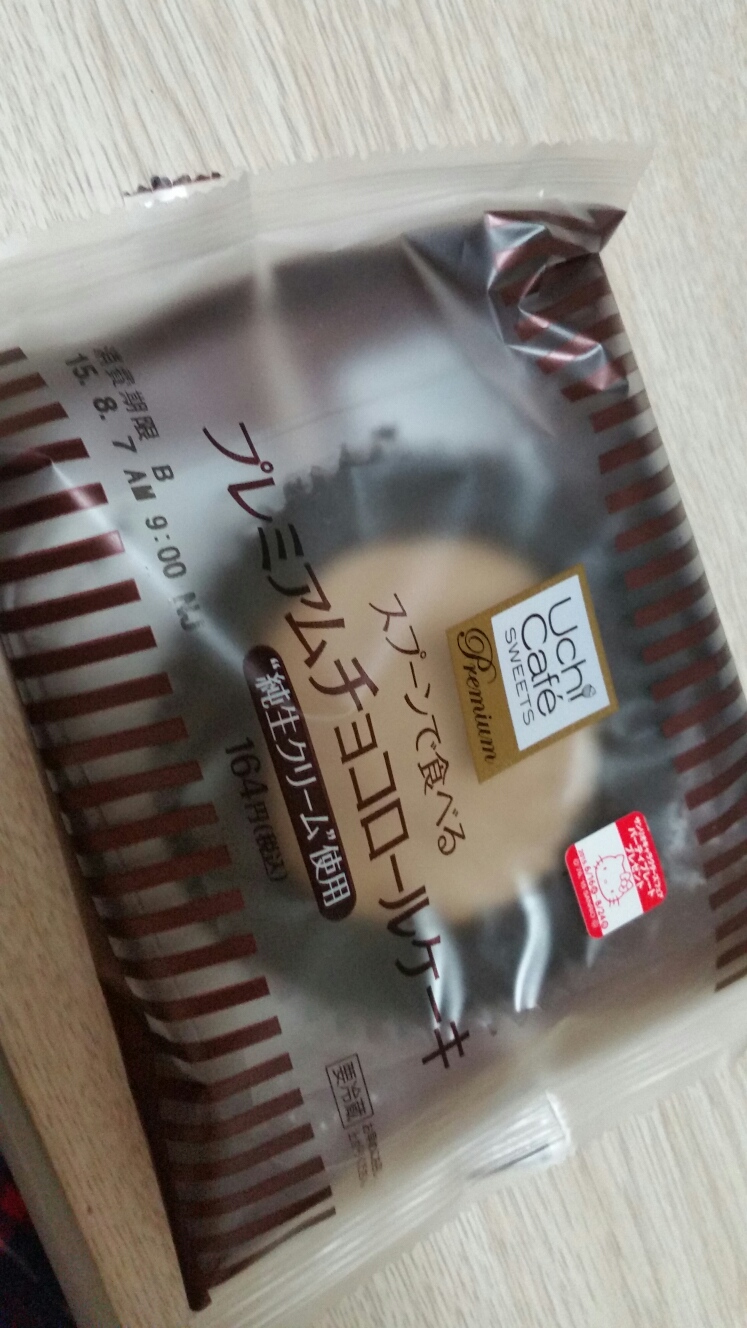 Uchi
Café
SWEETS
Premium
スプーンで食べる
プレミアムチョコロールケーキ
“純生クリーム”使用
164円(税込)
消費期限 B
15. 8. 7 AM 9:00 NJ
要冷蔵